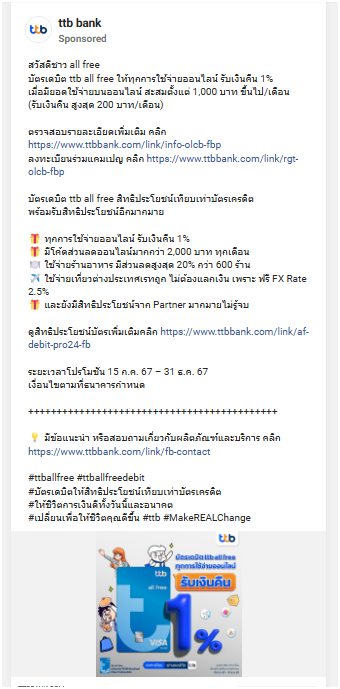 ttb bank
Sponsored
สวัสดีชาว all free
บัตรเดบิต ttb all free ให้ทุกการใช้จ่ายออนไลน์ รับเงินคืน 1%
เมื่อมียอดใช้จ่ายบนออนไลน์ สะสมตั้งแต่ 1,000 บาท ขึ้นไป/เดือน
(รับเงินคืน สูงสุด 200 บาท/เดือน)
ตรวจสอบรายละเอียดเพิ่มเติม คลิก
https://www.ttbbank.com/link/info-olcb-fbp
ลงทะเบียนร่วมแคมเปญ คลิก https://www.ttbbank.com/link/rgt-
olcb-fbp
บัตรเดบิต ttb all free สิทธิประโยชน์เทียบเท่าบัตรเครดิต
พร้อมรับสิทธิประโยชน์อีกมากมาย
🎁 ทุกการใช้จ่ายออนไลน์ รับเงินคืน 1%
🎁 มีโค้ดส่วนลดออนไลน์มากกว่า 2,000 บาท ทุกเดือน
🍽️ ใช้จ่ายร้านอาหาร มีส่วนลดสูงสุด 20% กว่า 600 ร้าน
✈️ ใช้จ่ายเที่ยวต่างประเทศเรทถูก ไม่ต้องแลกเงิน เพราะ ฟรี FX Rate
2.5%
🎁 และยังมีสิทธิประโยชน์จาก Partner มากมายไม่รู้จบ
ดูสิทธิประโยชน์บัตรเพิ่มเติมคลิก https://www.ttbbank.com/link/af-
debit-pro24-fb
ระยะเวลาโปรโมชัน 15 ก.ค. 67 – 31 ธ.ค. 67
เงื่อนไขตามที่ธนาคารกำหนด
++++++++++++++++++++++++++++++++++++++++++++
💡 มีข้อแนะนำ หรือสอบถามเกี่ยวกับผลิตภัณฑ์และบริการ คลิก
https://www.ttbbank.com/link/fb-contact
#ttballfree #ttballfreedebit
#บัตรเดบิตให้สิทธิประโยชน์เทียบเท่าบัตรเครดิต
#ให้ชีวิตการเงินดีทั้งวันนี้และอนาคต
#เปลี่ยนเพื่อให้ชีวิตคุณดีขึ้น #ttb #MakeREALChange
ttb
บัตรเดบิต ttb all free
ทุกการใช้จ่ายออนไลน์
รับเงินคืน
1%
ttb
all free
VISA